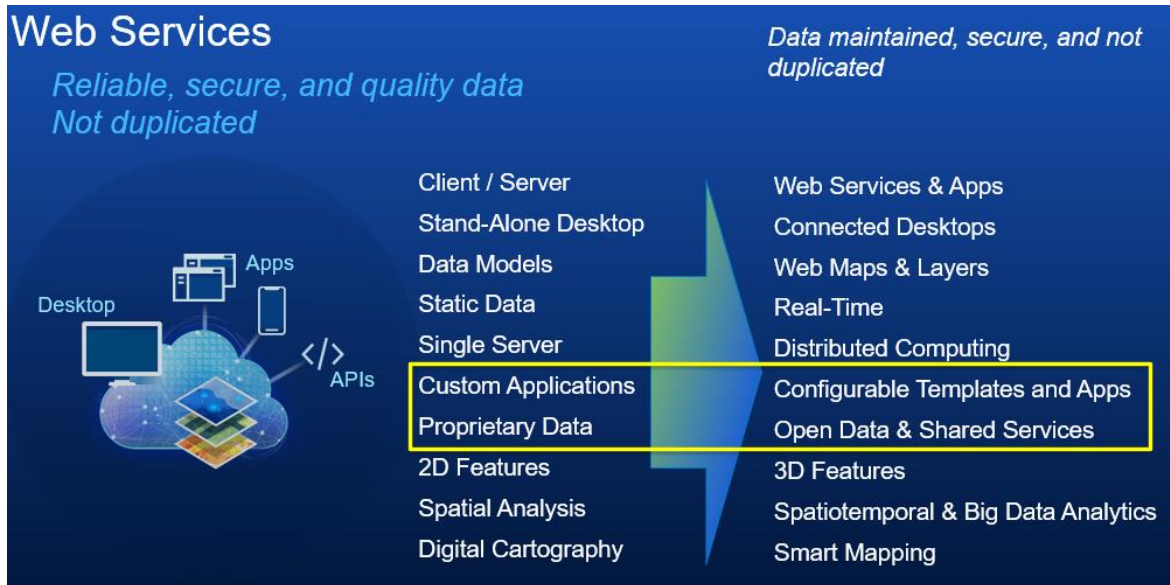 Web Services
Reliable, secure, and quality data
Not duplicated
Data maintained, secure, and not
duplicated
Desktop
Apps
</>
APIs
Client / Server
Stand-Alone Desktop
Data Models
Static Data
Single Server
Custom Applications
Proprietary Data
2D Features
Spatial Analysis
Digital Cartography
Web Services & Apps
Connected Desktops
Web Maps & Layers
Real-Time
Distributed Computing
Configurable Templates and Apps
Open Data & Shared Services
3D Features
Spatiotemporal & Big Data Analytics
Smart Mapping